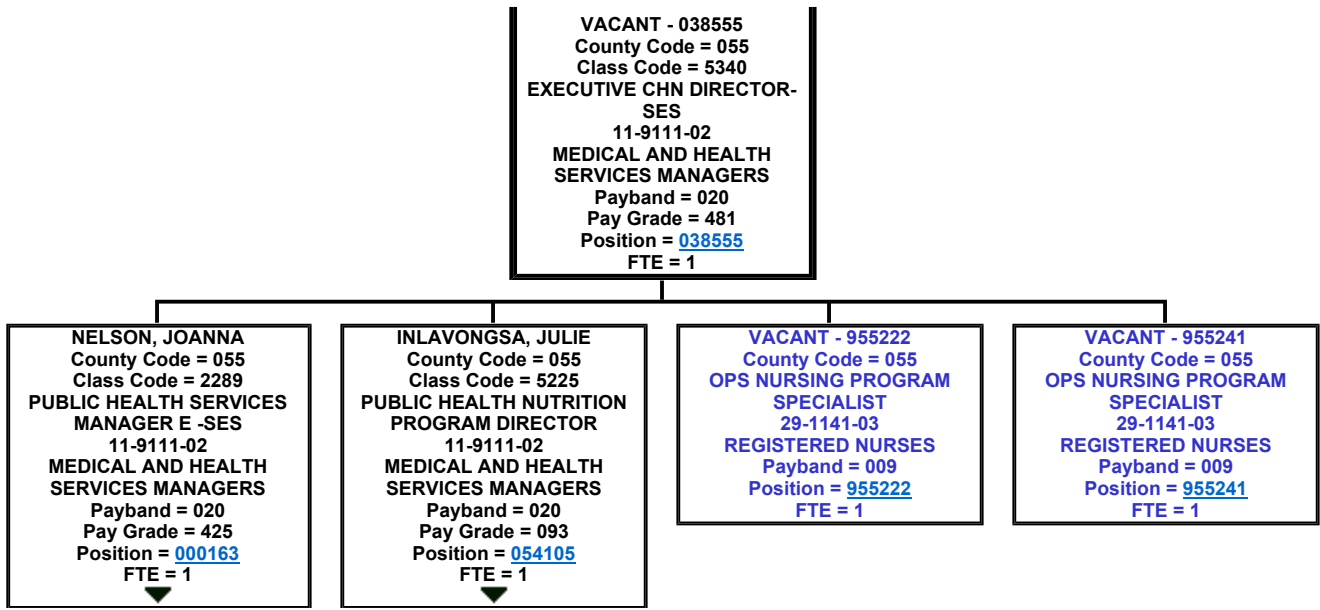 VACANT - 038555
County Code = 055
Class Code = 5340
EXECUTIVE CHN DIRECTOR-
SES
11-9111-02
MEDICAL AND HEALTH
SERVICES MANAGERS
Payband = 020
Pay Grade = 481
Position = 038555
FTE = 1
NELSON, JOANNA
County Code = 055
Class Code = 2289
PUBLIC HEALTH SERVICES
MANAGER E -SES
11-9111-02
MEDICAL AND HEALTH
SERVICES MANAGERS
Payband = 020
Pay Grade = 425
Position = 000163
FTE = 1
INLAVONGSA, JULIE
County Code = 055
Class Code = 5225
PUBLIC HEALTH NUTRITION
PROGRAM DIRECTOR
11-9111-02
MEDICAL AND HEALTH
SERVICES MANAGERS
Payband = 020
Pay Grade = 093
Position = 054105
FTE = 1
VACANT - 955222
County Code = 055
OPS NURSING PROGRAM
SPECIALIST
29-1141-03
REGISTERED NURSES
Payband = 009
Position = 955222
FTE = 1
VACANT - 955241
County Code = 055
OPS NURSING PROGRAM
SPECIALIST
29-1141-03
REGISTERED NURSES
Payband = 009
Position = 955241
FTE = 1